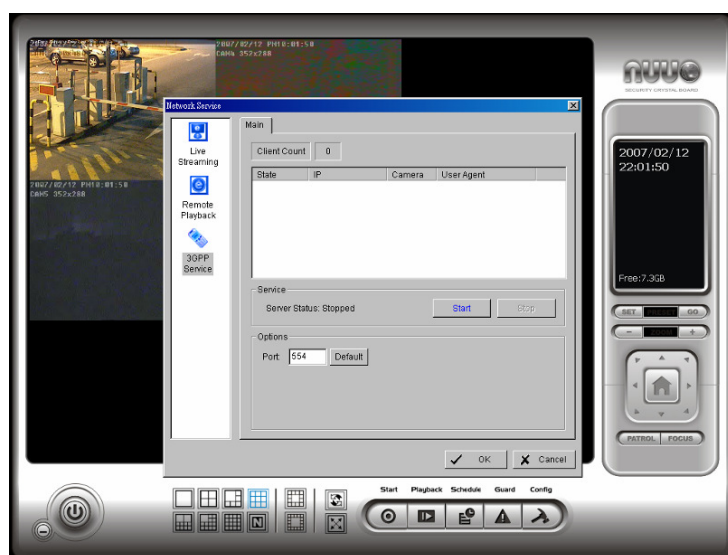 2007/02/12 PM10:01:50
CAM4 352x288
2007/02/12 PM10:01:50
CAM5 352x288
Network Service
Live
Streaming
Remote
Playback
3GPP
Service
Main
Client Count 0
State IP Camera User Agent
Service
Server Status: Stopped Start Stop
Options
Port 554 Default
OK Cancel
NUUO
SECURITY CRYSTAL BOARD
2007/02/12
22:01:50
Free:7.3GB
SET PRESET GO
− ZOOM +
PATROL FOCUS
N
Start Playback Schedule Guard Config